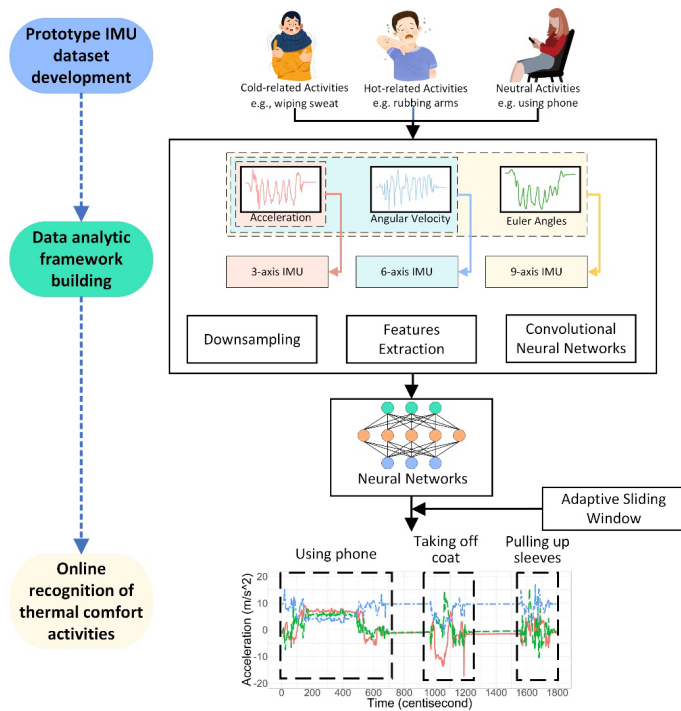 Prototype IMU
dataset
development
Cold-related Activities
e.g., wiping sweat
Hot-related Activities
e.g. rubbing arms
Neutral Activities
e.g. using phone
Data analytic
framework
building
Acceleration
Angular Velocity
Euler Angles
3-axis IMU
6-axis IMU
9-axis IMU
Downsampling
Features
Extraction
Convolutional
Neural Networks
Neural Networks
Adaptive Sliding
Window
Online
recognition of
thermal comfort
activities
Using phone
Taking off
coat
Pulling up
sleeves
Acceleration (m/s^2)
20
10
0
-10
-20
0 200 400 600 800 1000 1200 1400 1600 1800
Time (centisecond)